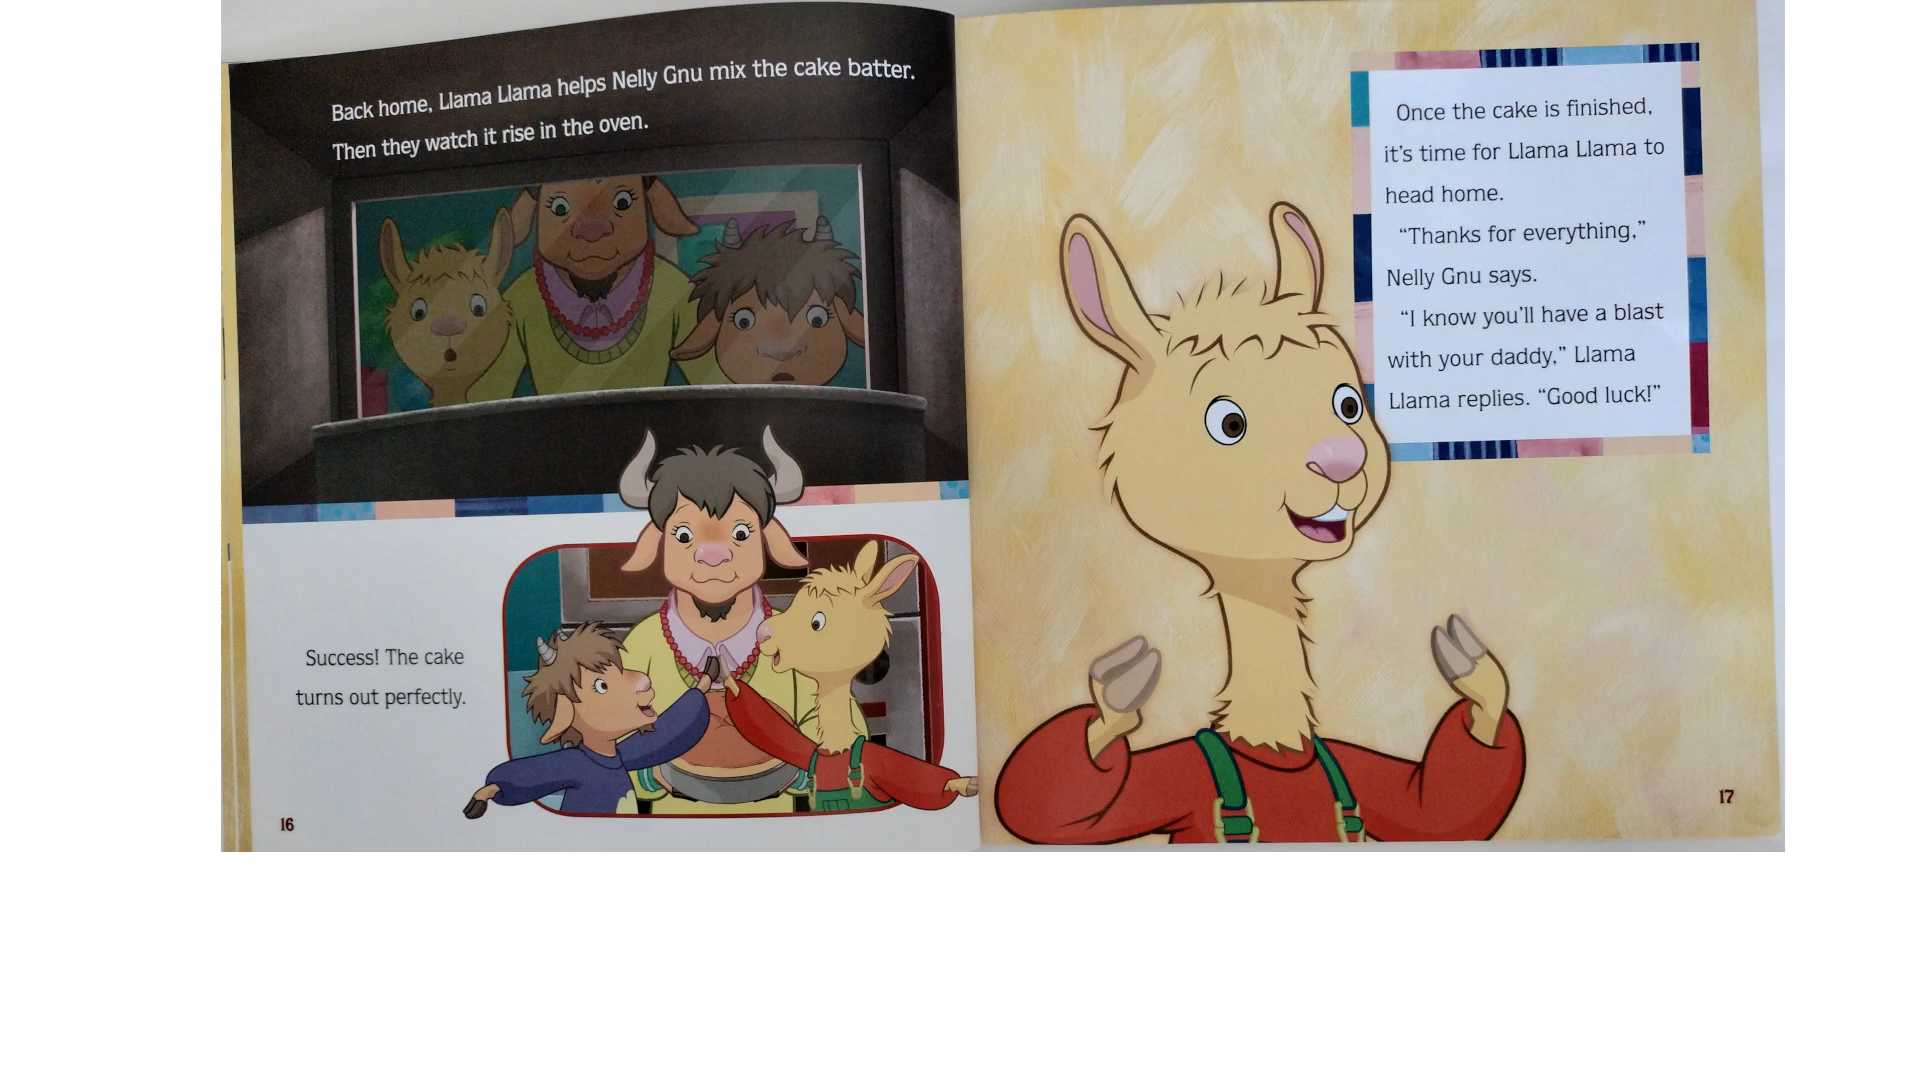 Back home, Llama Llama helps Nelly Gnu mix the cake batter.
Then they watch it rise in the oven.
Success! The cake
turns out perfectly.
16
Once the cake is finished,
it's time for Llama Llama to
head home.
“Thanks for everything,”
Nelly Gnu says.
“I know you'll have a blast
with your daddy,” Llama
Llama replies. “Good luck!”
17